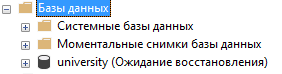 Базы данных
Системные базы данных
Моментальные снимки базы данных
university (Ожидание восстановления)